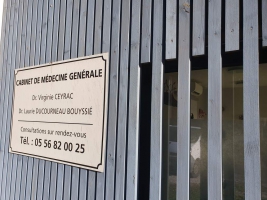 CABINET DE MÉDECINE GÉNÉRALE
Dr. Virginie CEYRAC
Dr. Laurie DUCOURNEAU BOUYSSIÉ
Consultations sur rendez-vous
Tél. : 05 56 82 00 25